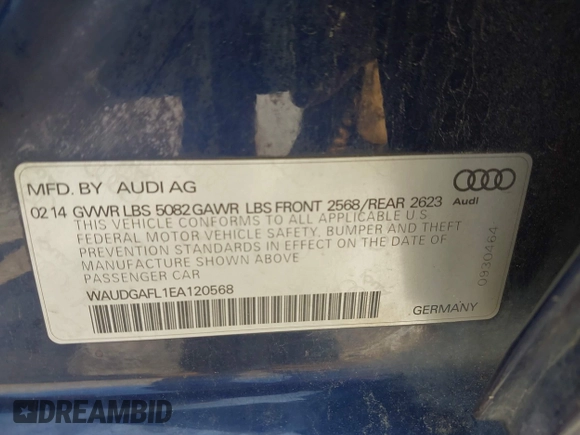 MFD. BY AUDI AG
02 14 GVWR LBS 5082 GAWR LBS FRONT 2568/REAR 2623
Audi
THIS VEHICLE CONFORMS TO ALL APPLICABLE U S
FEDERAL MOTOR VEHICLE SAFETY, BUMPER AND THEFT
PREVENTION STANDARDS IN EFFECT ON THE DATE OF
MANUFACTURE SHOWN ABOVE
PASSENGER CAR
0930464
WAUDGAFL1EA120568
GERMANY
DREAMBID